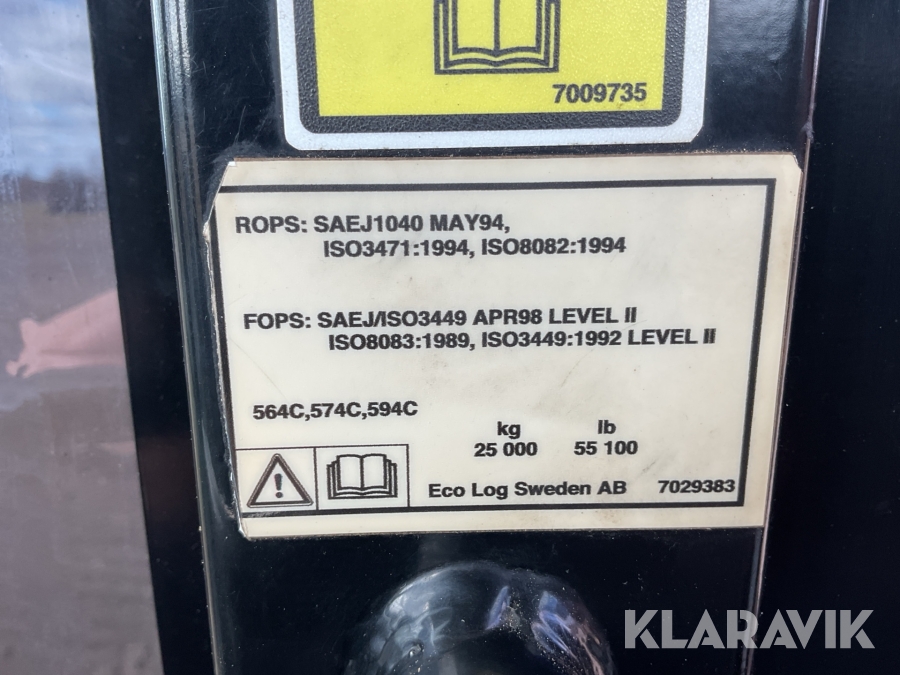 7009735
ROPS: SAEJ1040 MAY94,
ISO3471:1994, ISO8082:1994
FOPS: SAEJ/ISO3449 APR98 LEVEL II
ISO8083:1989, ISO3449:1992 LEVEL II
564C,574C,594C
kg lb
25 000 55 100
Eco Log Sweden AB 7029383
KLARAVIK